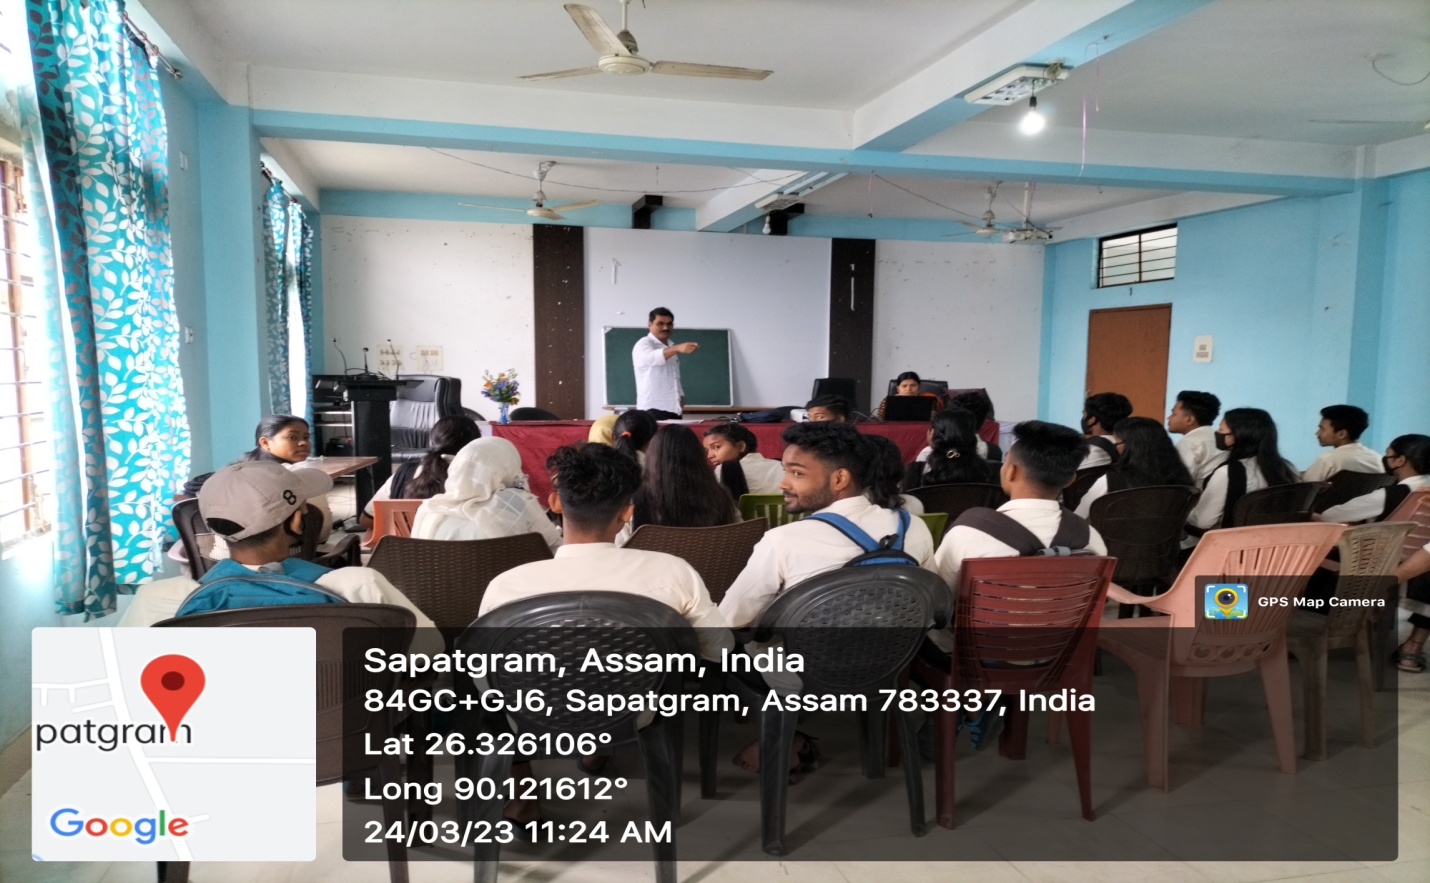 8
GPS Map Camera
patgram
Google
Sapatgram, Assam, India
84GC+GJ6, Sapatgram, Assam 783337, India
Lat 26.326106°
Long 90.121612°
24/03/23 11:24 AM